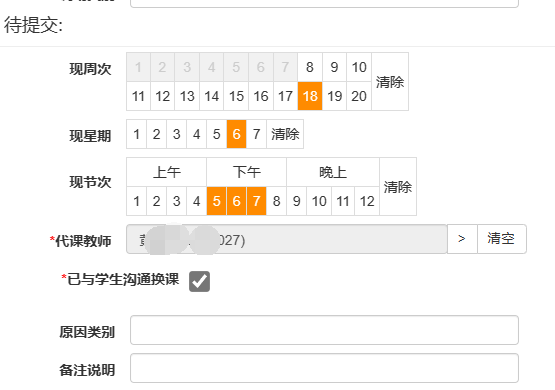 待提交:
现周次
1 2 3 4 5 6 7 8 9 10
11 12 13 14 15 16 17 18 19 20
清除
现星期
1 2 3 4 5 6 7 清除
现节次
上午 下午 晚上
1 2 3 4 5 6 7 8 9 10 11 12
清除
*代课教师
027) > 清空
*已与学生沟通换课
原因类别
备注说明